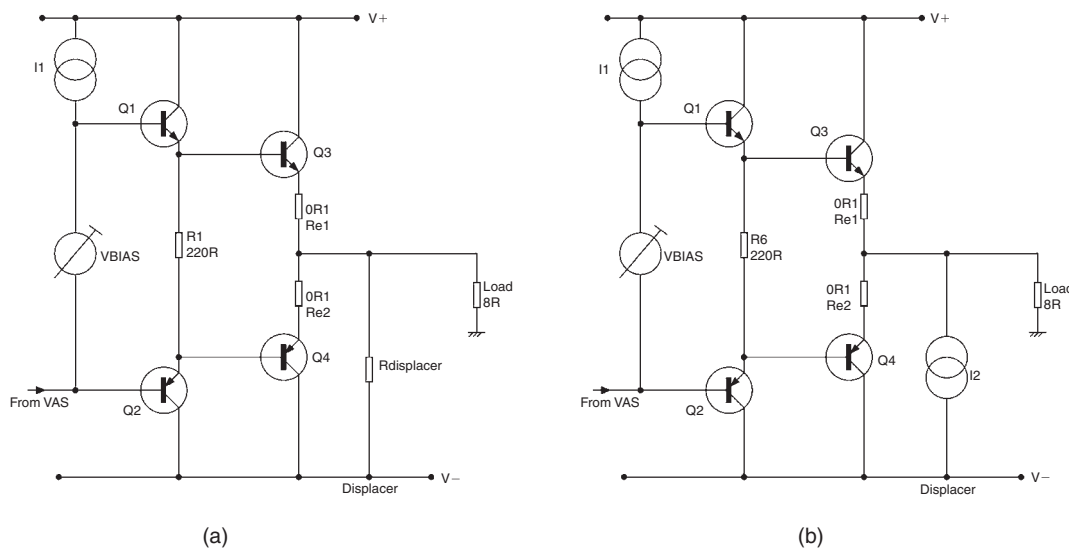 V+
I1
Q1
Q3
0R1
Re1
R1
220R
VBIAS
0R1
Re2
Load
8R
Q4
Rdisplacer
From VAS
Q2
V−
Displacer
(a)
V+
I1
Q1
Q3
0R1
Re1
R6
220R
VBIAS
0R1
Re2
Load
8R
Q4
I2
From VAS
Q2
V−
Displacer
(b)